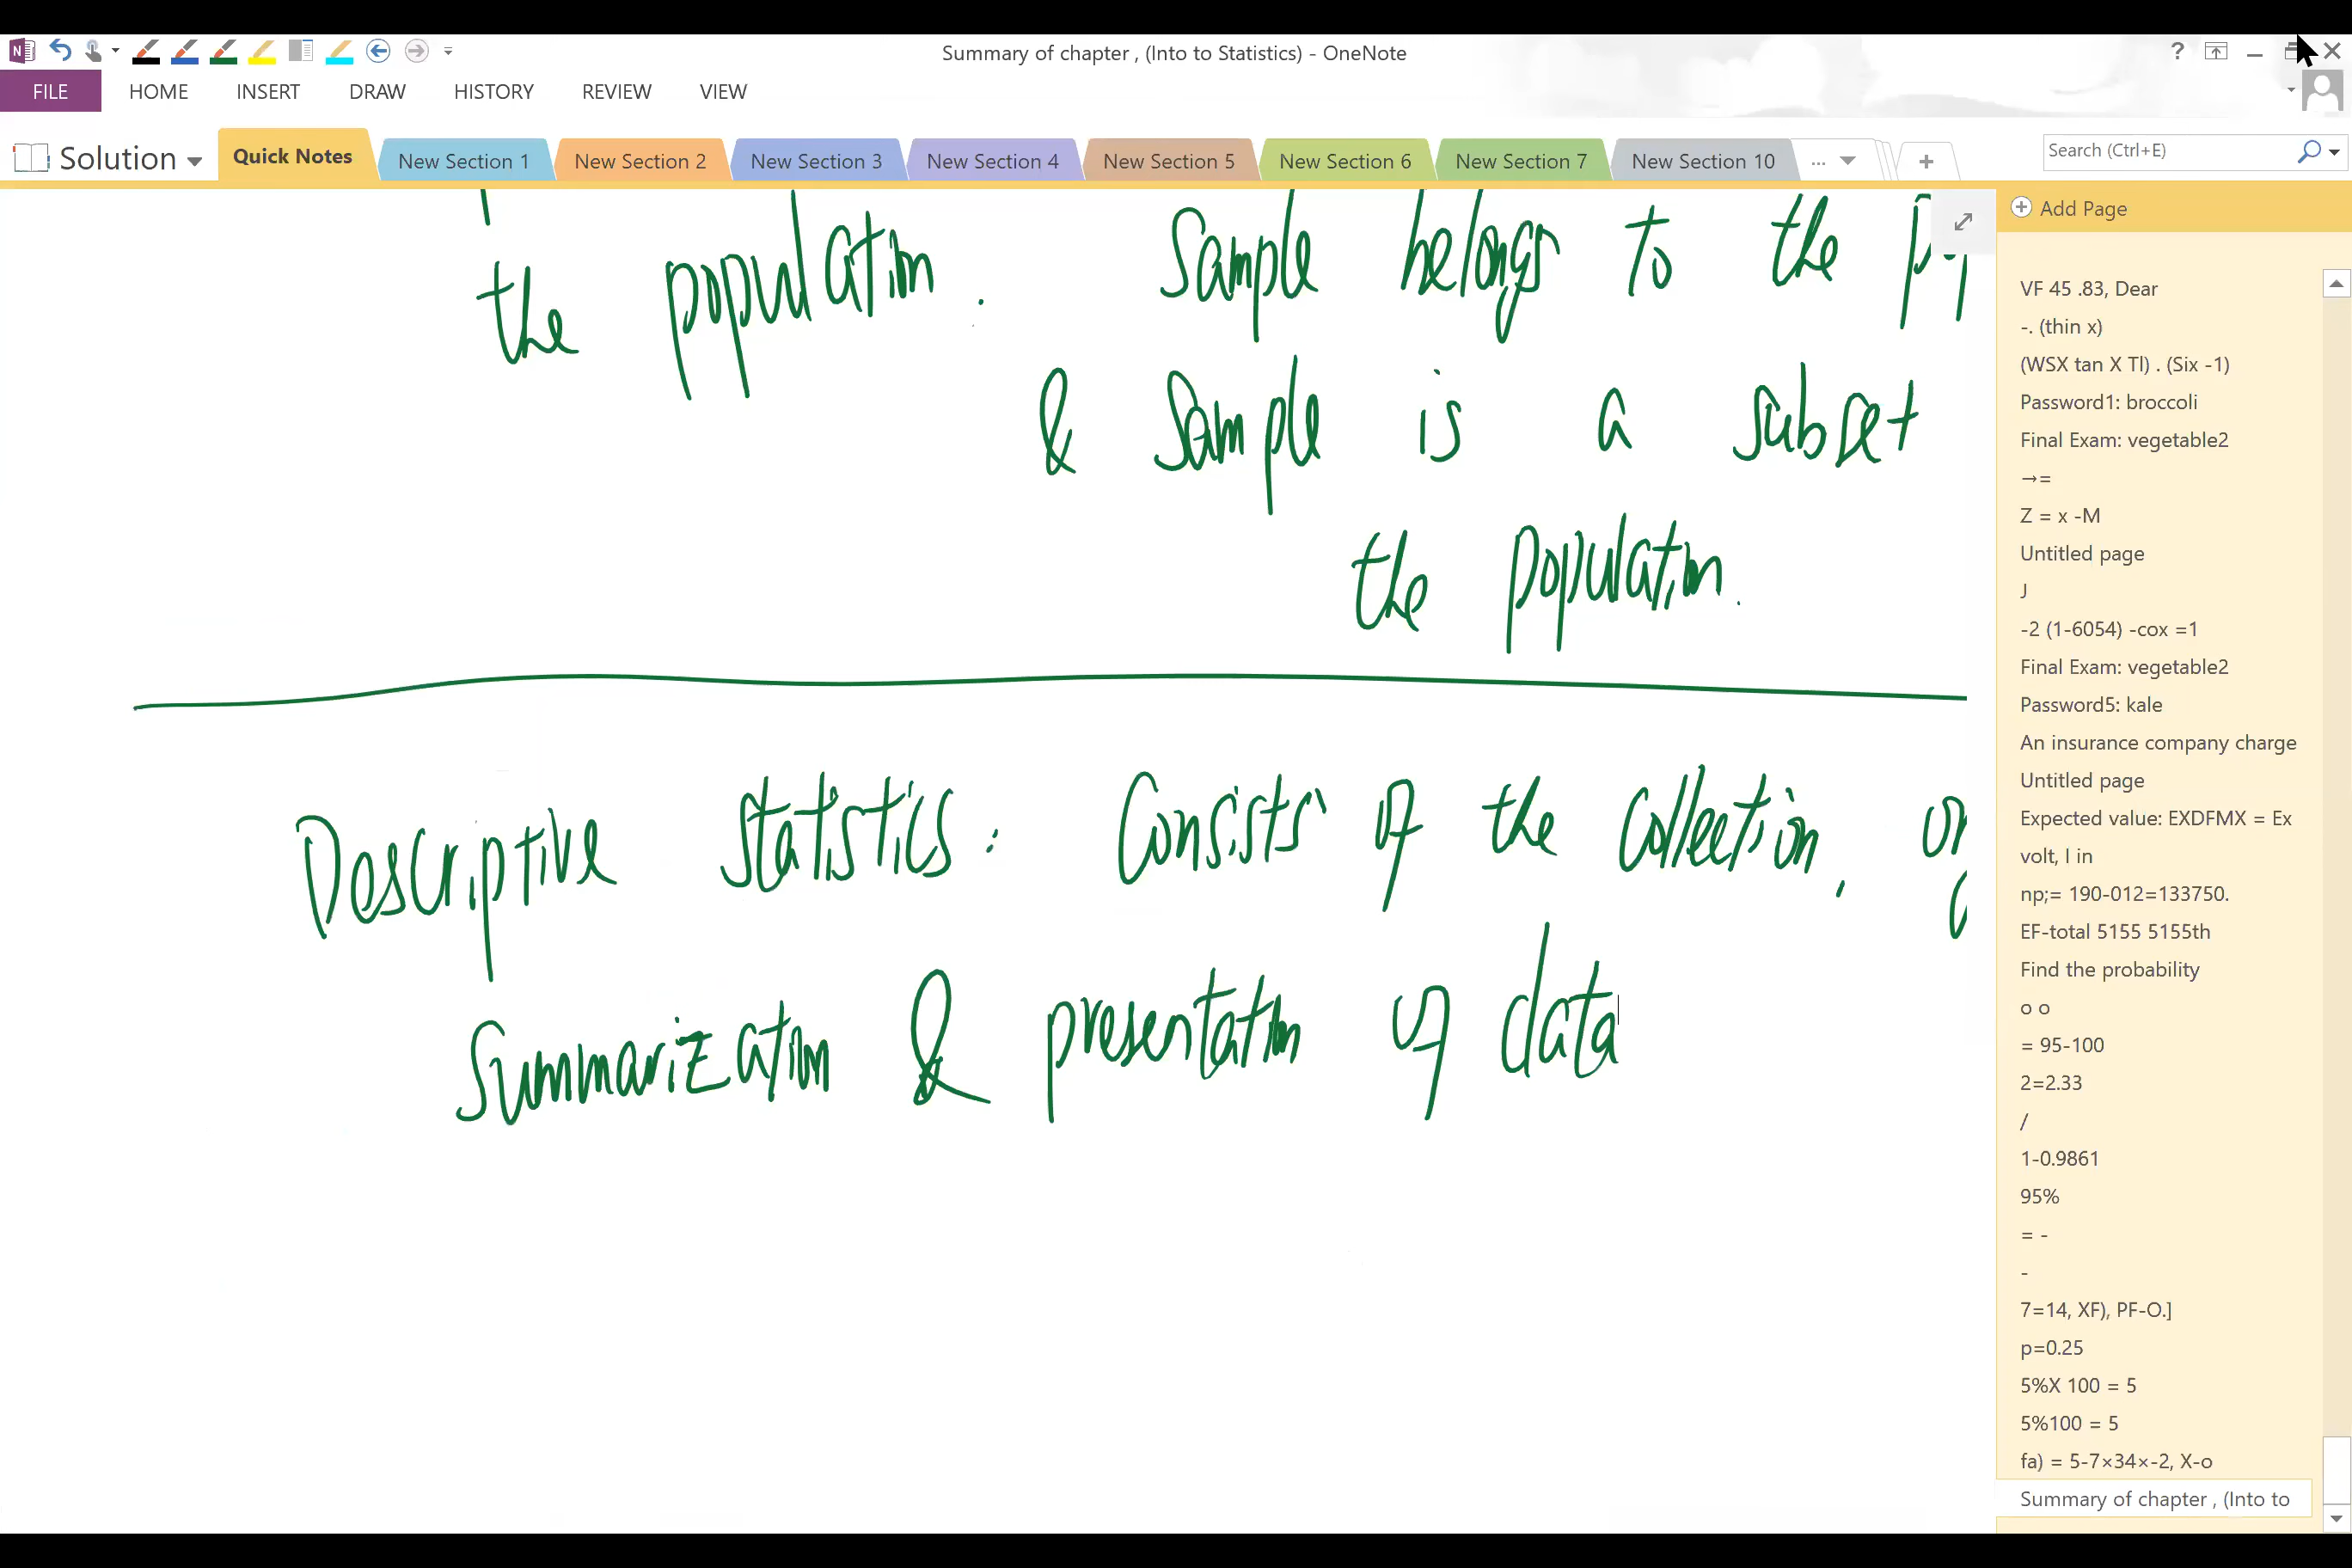 Summary of chapter , (Into to Statistics) - OneNote
?
FILE HOME INSERT DRAW HISTORY REVIEW VIEW
Solution Quick Notes New Section 1 New Section 2 New Section 3 New Section 4 New Section 5 New Section 6 New Section 7 New Section 10 ... +
Search (Ctrl+E)
the population. Sample belongs to the
& Sample is a subset
the population.
Descriptive Statistics: Consists of the Collection, or
Summarization & presentation of data
Add Page
VF 45 .83, Dear
-. (thin x)
(WSX tan X Tl) . (Six -1)
Password1: broccoli
Final Exam: vegetable2
→=
Z = x -M
Untitled page
J
-2 (1-6054) -cox =1
Final Exam: vegetable2
Password5: kale
An insurance company charge
Untitled page
Expected value: EXDFMX = Ex
volt, l in
np;= 190-012=133750.
EF-total 5155 5155th
Find the probability
o o
= 95-100
2=2.33
/
1-0.9861
95%
= -
-
7=14, XF), PF-O.]
p=0.25
5%X 100 = 5
5%100 = 5
fa) = 5-7×34×-2, X-o
Summary of chapter , (Into to